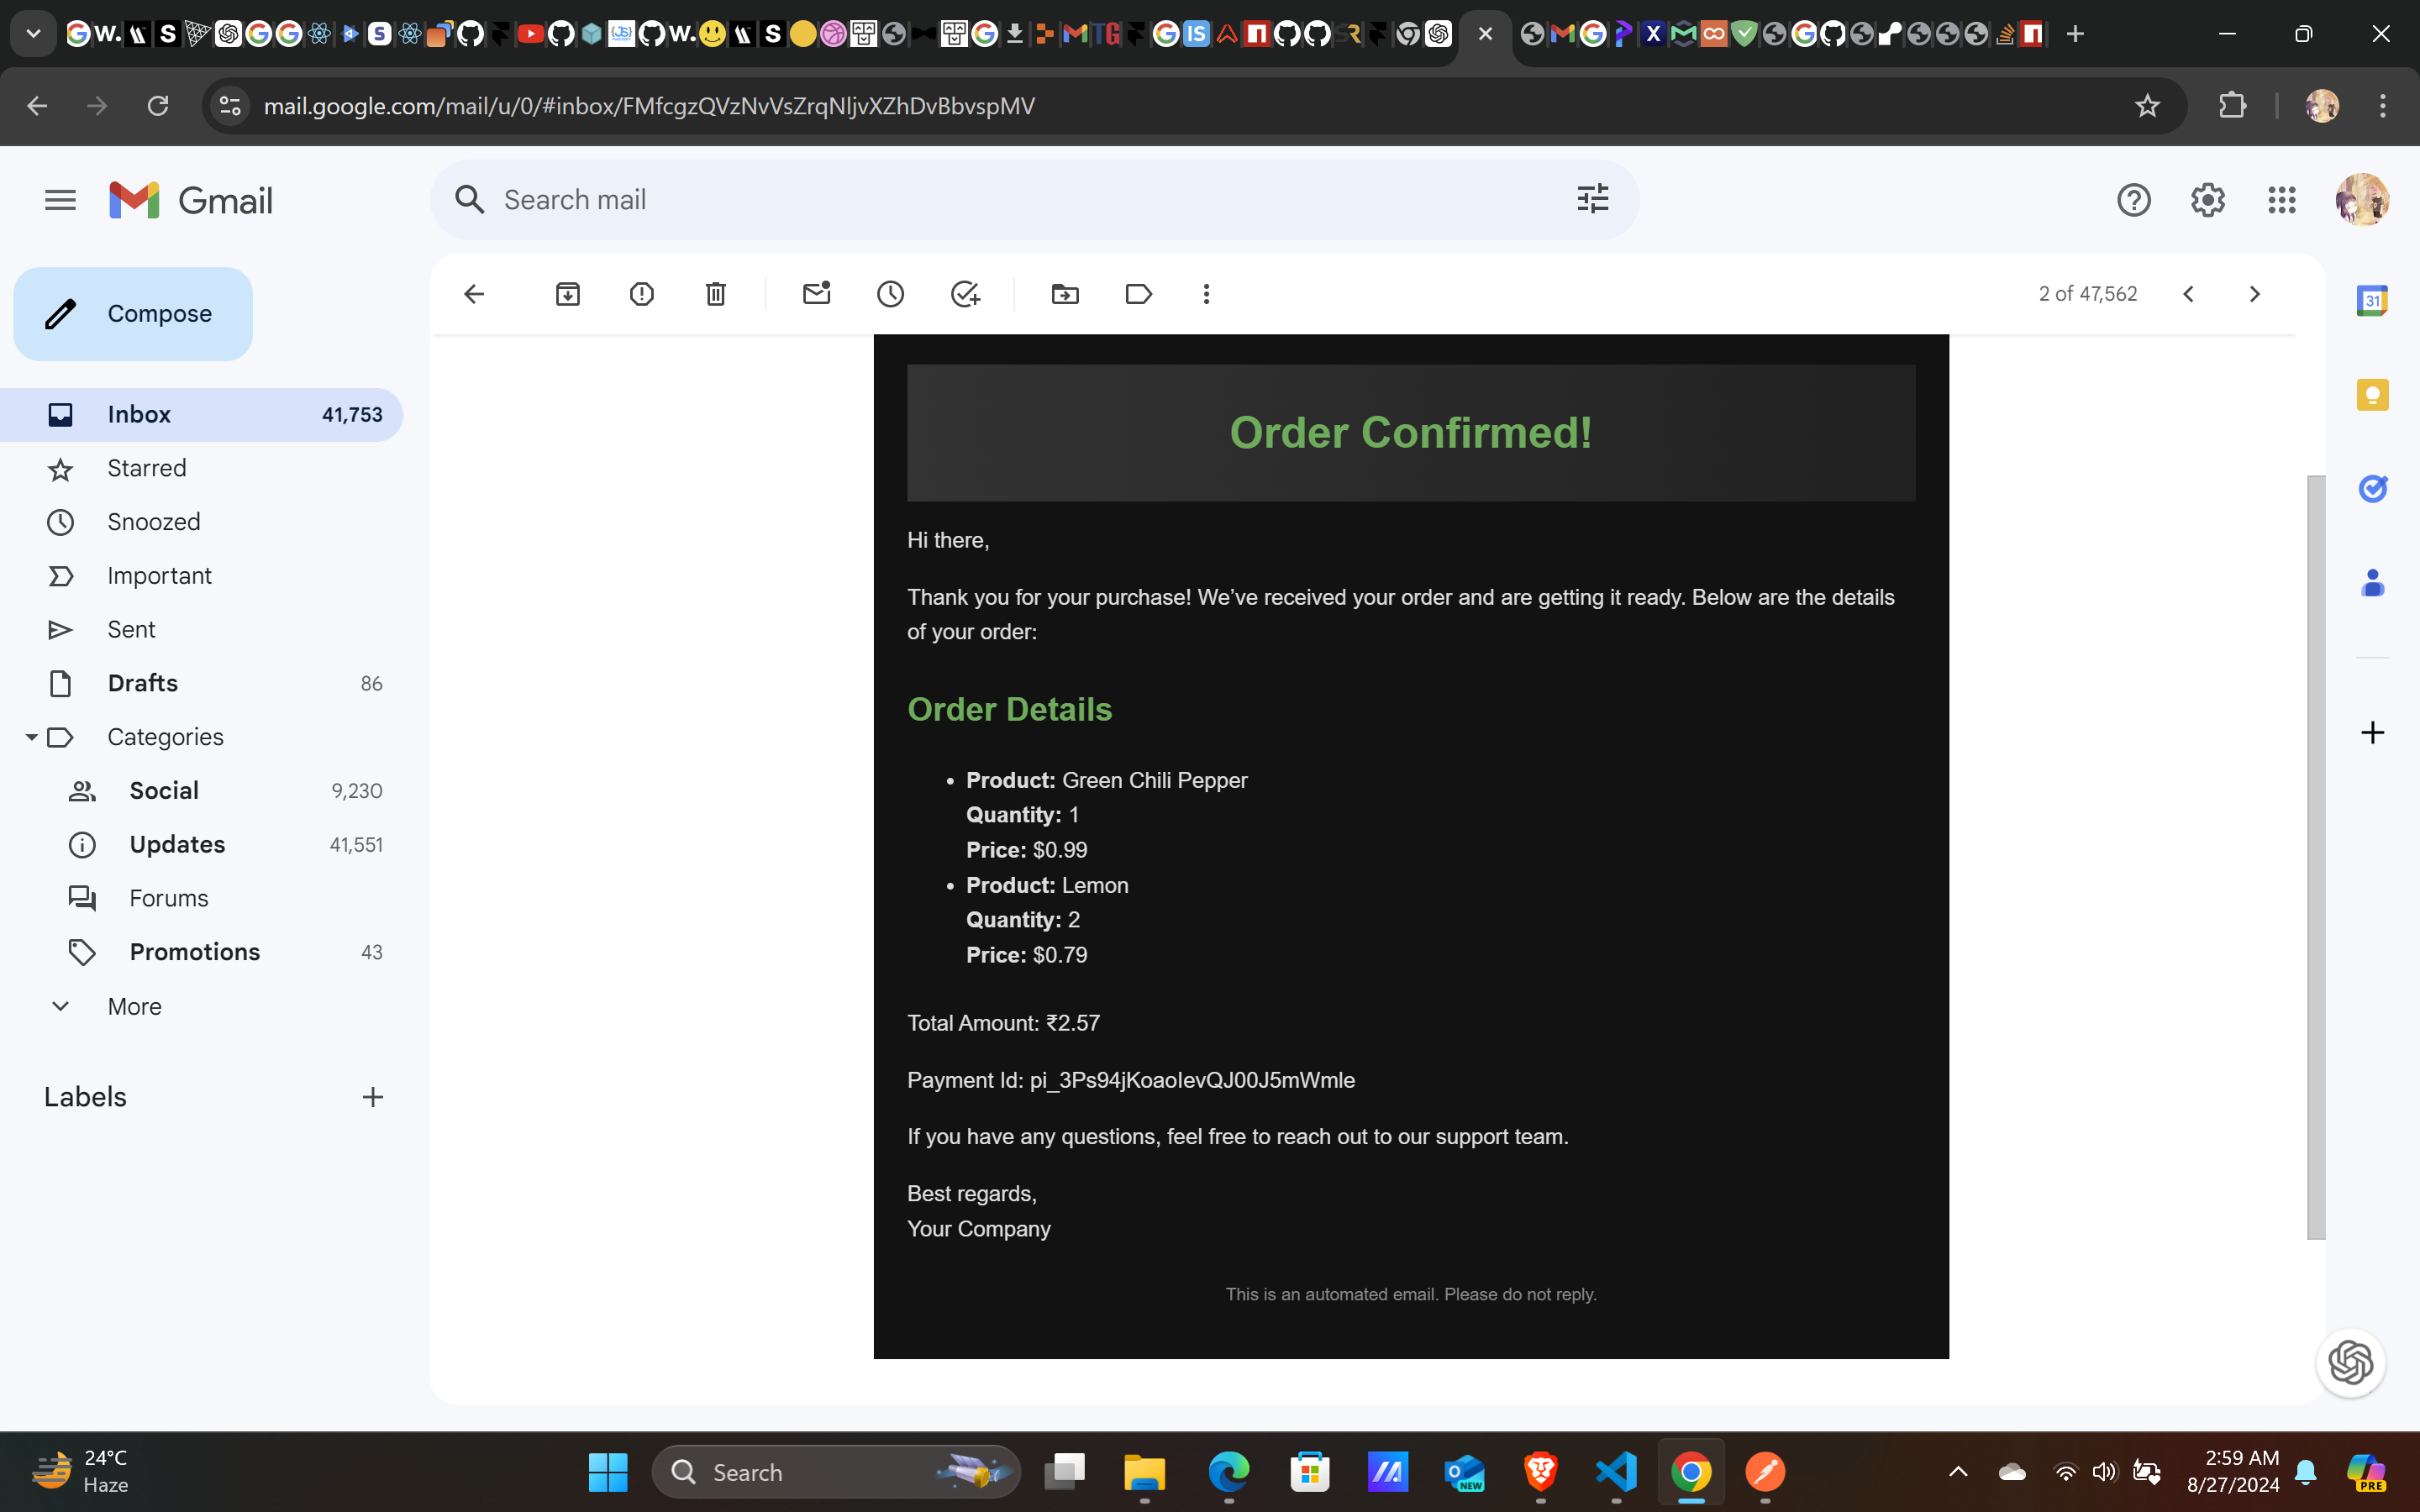 mail.google.com/mail/u/0/#inbox/FMfcgzQVzNvVsZrqNljvXZhDvBbvspMV
Gmail
Search mail
Compose
2 of 47,562
Inbox 41,753
Starred
Snoozed
Important
Sent
Drafts 86
Categories
Social 9,230
Updates 41,551
Forums
Promotions 43
More
Labels
Order Confirmed!
Hi there,
Thank you for your purchase! We’ve received your order and are getting it ready. Below are the details
of your order:
Order Details
• Product: Green Chili Pepper
Quantity: 1
Price: $0.99
• Product: Lemon
Quantity: 2
Price: $0.79
Total Amount: ₹2.57
Payment Id: pi_3Ps94jKoaoIevQJ00J5mWmle
If you have any questions, feel free to reach out to our support team.
Best regards,
Your Company
This is an automated email. Please do not reply.
31
24°C
Haze
Search
NEW
2:59 AM
8/27/2024
PRE